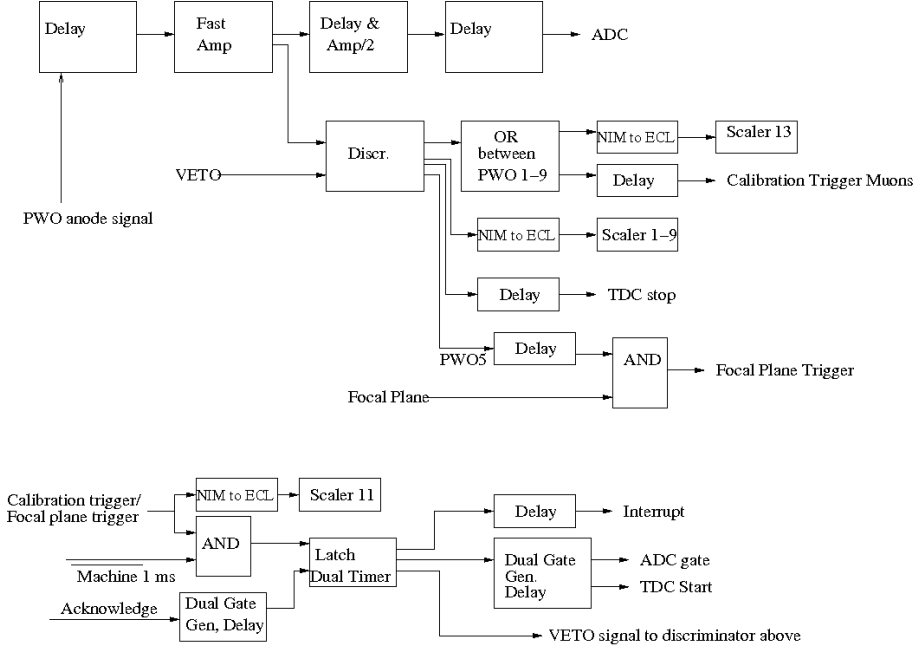 Delay
Fast
Amp
Delay &
Amp/2
Delay
ADC
PWO anode signal
VETO
Discr.
OR
between
PWO 1-9
NIM to ECL
Scaler 13
Delay
Calibration Trigger Muons
NIM to ECL
Scaler 1-9
Delay
TDC stop
PWO5
Delay
AND
Focal Plane Trigger
Focal Plane
Calibration trigger/
Focal plane trigger
NIM to ECL
Scaler 11
AND
Machine 1 ms
Acknowledge
Dual Gate
Gen, Delay
Latch
Dual Timer
Delay
Interrupt
Dual Gate
Gen.
Delay
ADC gate
TDC Start
VETO signal to discriminator above